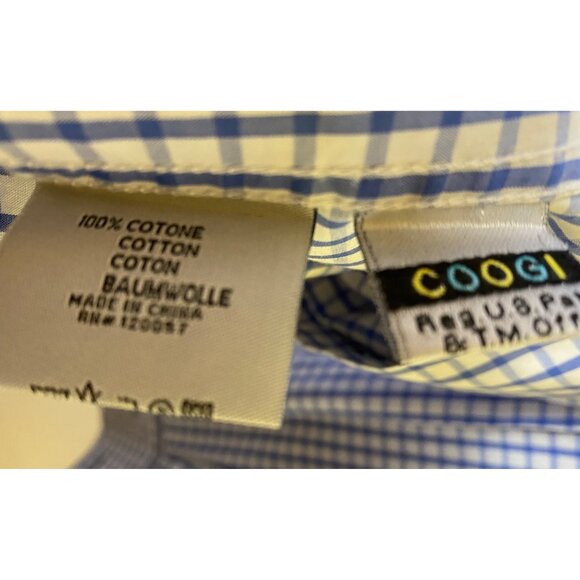 100% COTONE
COTTON
COTON
BAUMWOLLE
MADE IN CHINA
RN# 120057
COOGI
Reg.U.S.Pat
& T.M.Off